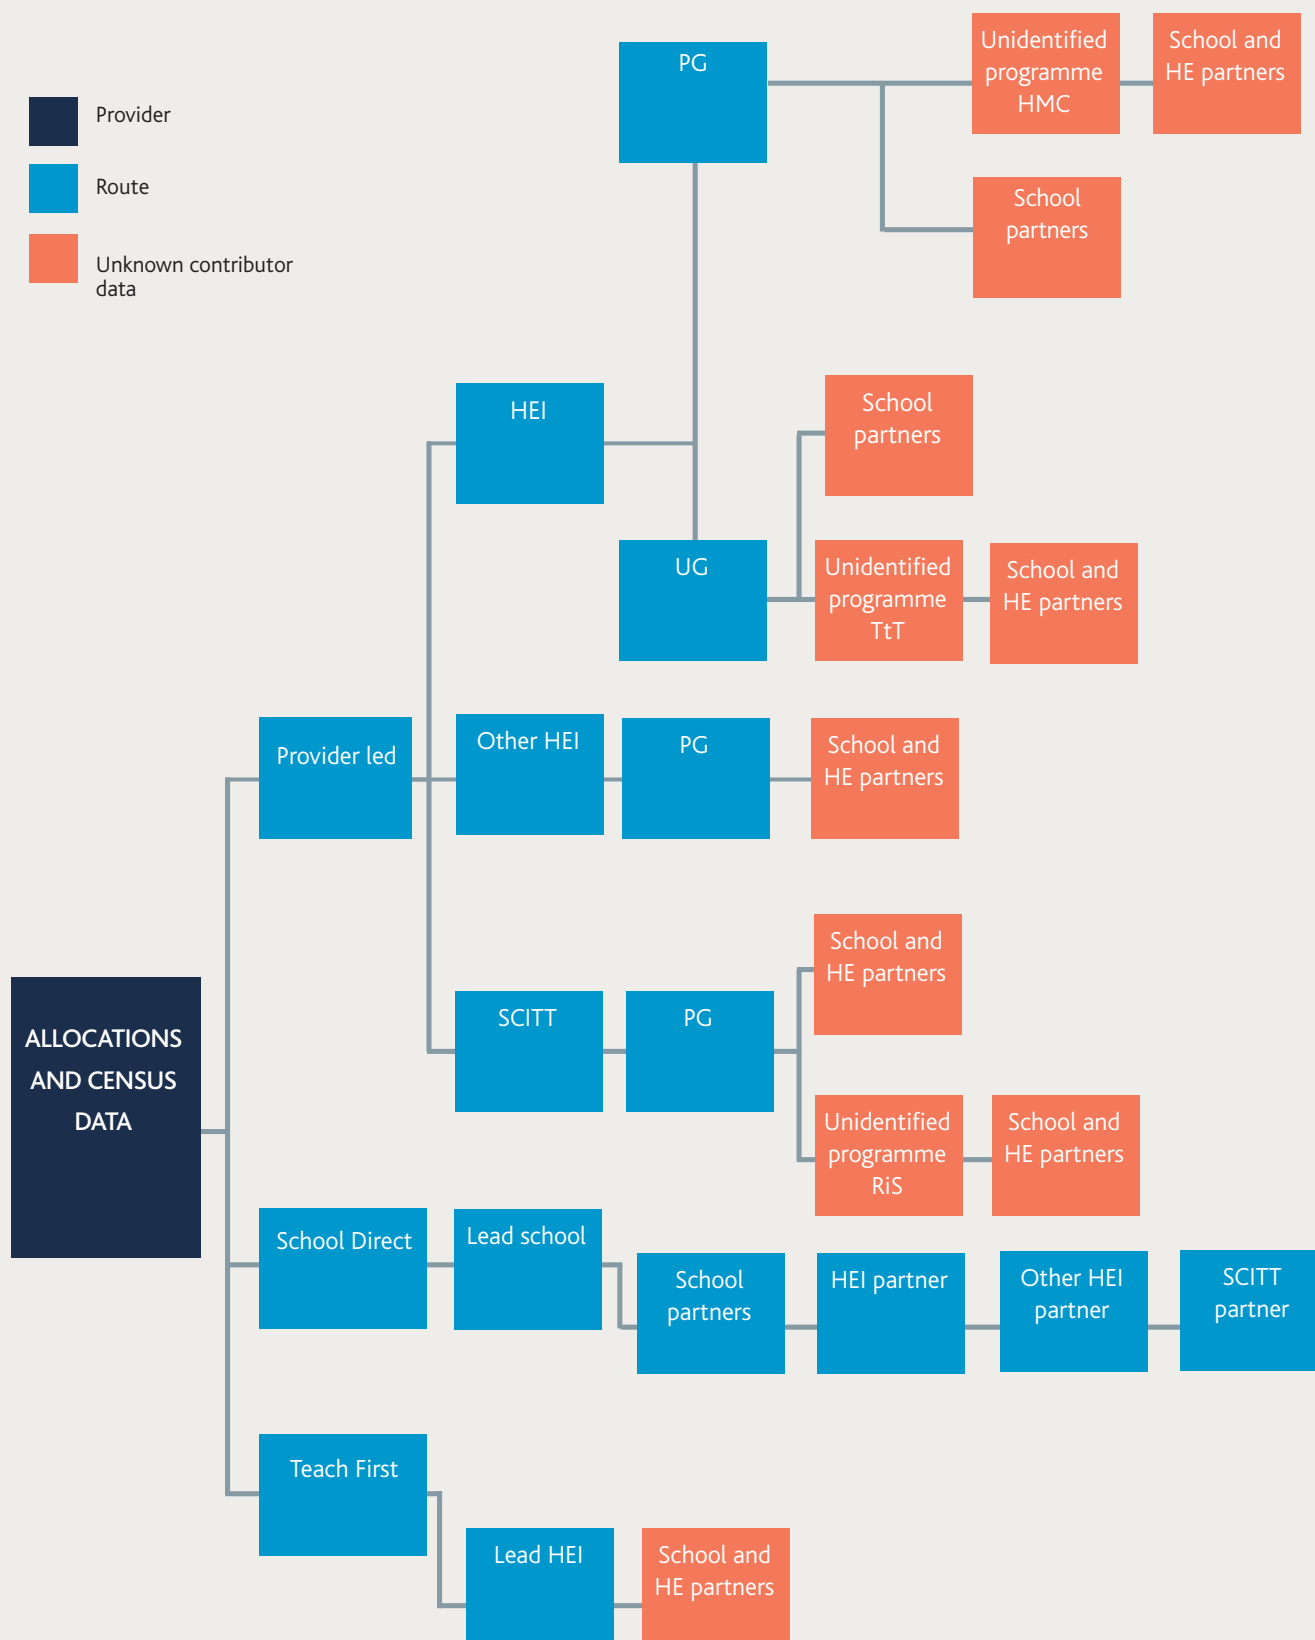 Provider
Route
Unknown contributor
data
PG
Unidentified
programme
HMC
School and
HE partners
School
partners
HEI
School
partners
UG
Unidentified
programme
TtT
School and
HE partners
Provider led
Other HEI
PG
School and
HE partners
School and
HE partners
SCITT
PG
ALLOCATIONS
AND CENSUS
DATA
Unidentified
programme
RiS
School and
HE partners
School Direct
Lead school
School
partners
HEI partner
Other HEI
partner
SCITT
partner
Teach First
Lead HEI
School and
HE partners